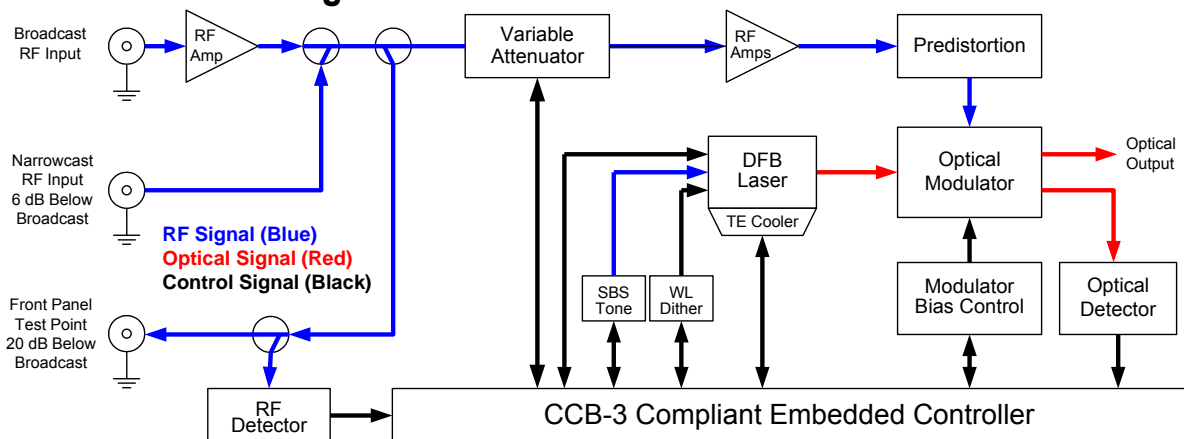 Broadcast
RF Input
RF
Amp
Variable
Attenuator
RF
Amps
Predistortion
Narrowcast
RF Input
6 dB Below
Broadcast
DFB
Laser
TE Cooler
Optical
Modulator
Optical
Output
RF Signal (Blue)
Optical Signal (Red)
Control Signal (Black)
SBS
Tone
WL
Dither
Modulator
Bias Control
Optical
Detector
Front Panel
Test Point
20 dB Below
Broadcast
RF
Detector
CCB-3 Compliant Embedded Controller